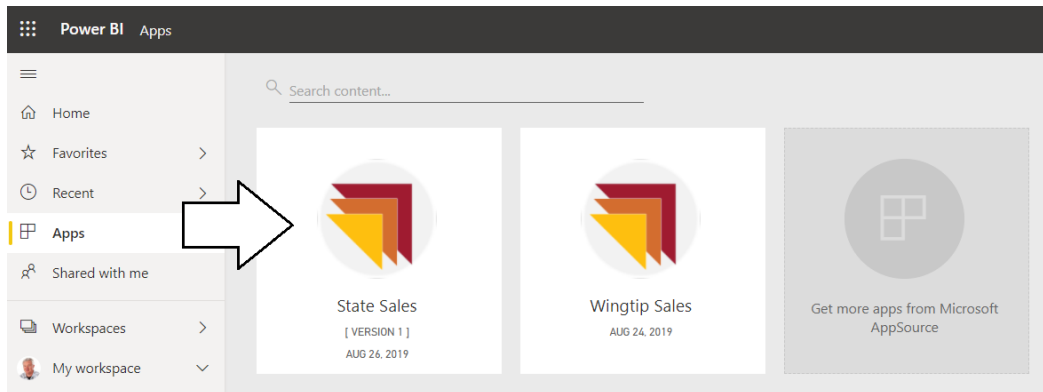 Power BI Apps
Search content...
Home
Favorites
Recent
Apps
Shared with me
Workspaces
My workspace
State Sales
[ VERSION 1 ]
AUG 26, 2019
Wingtip Sales
AUG 24, 2019
Get more apps from Microsoft
AppSource